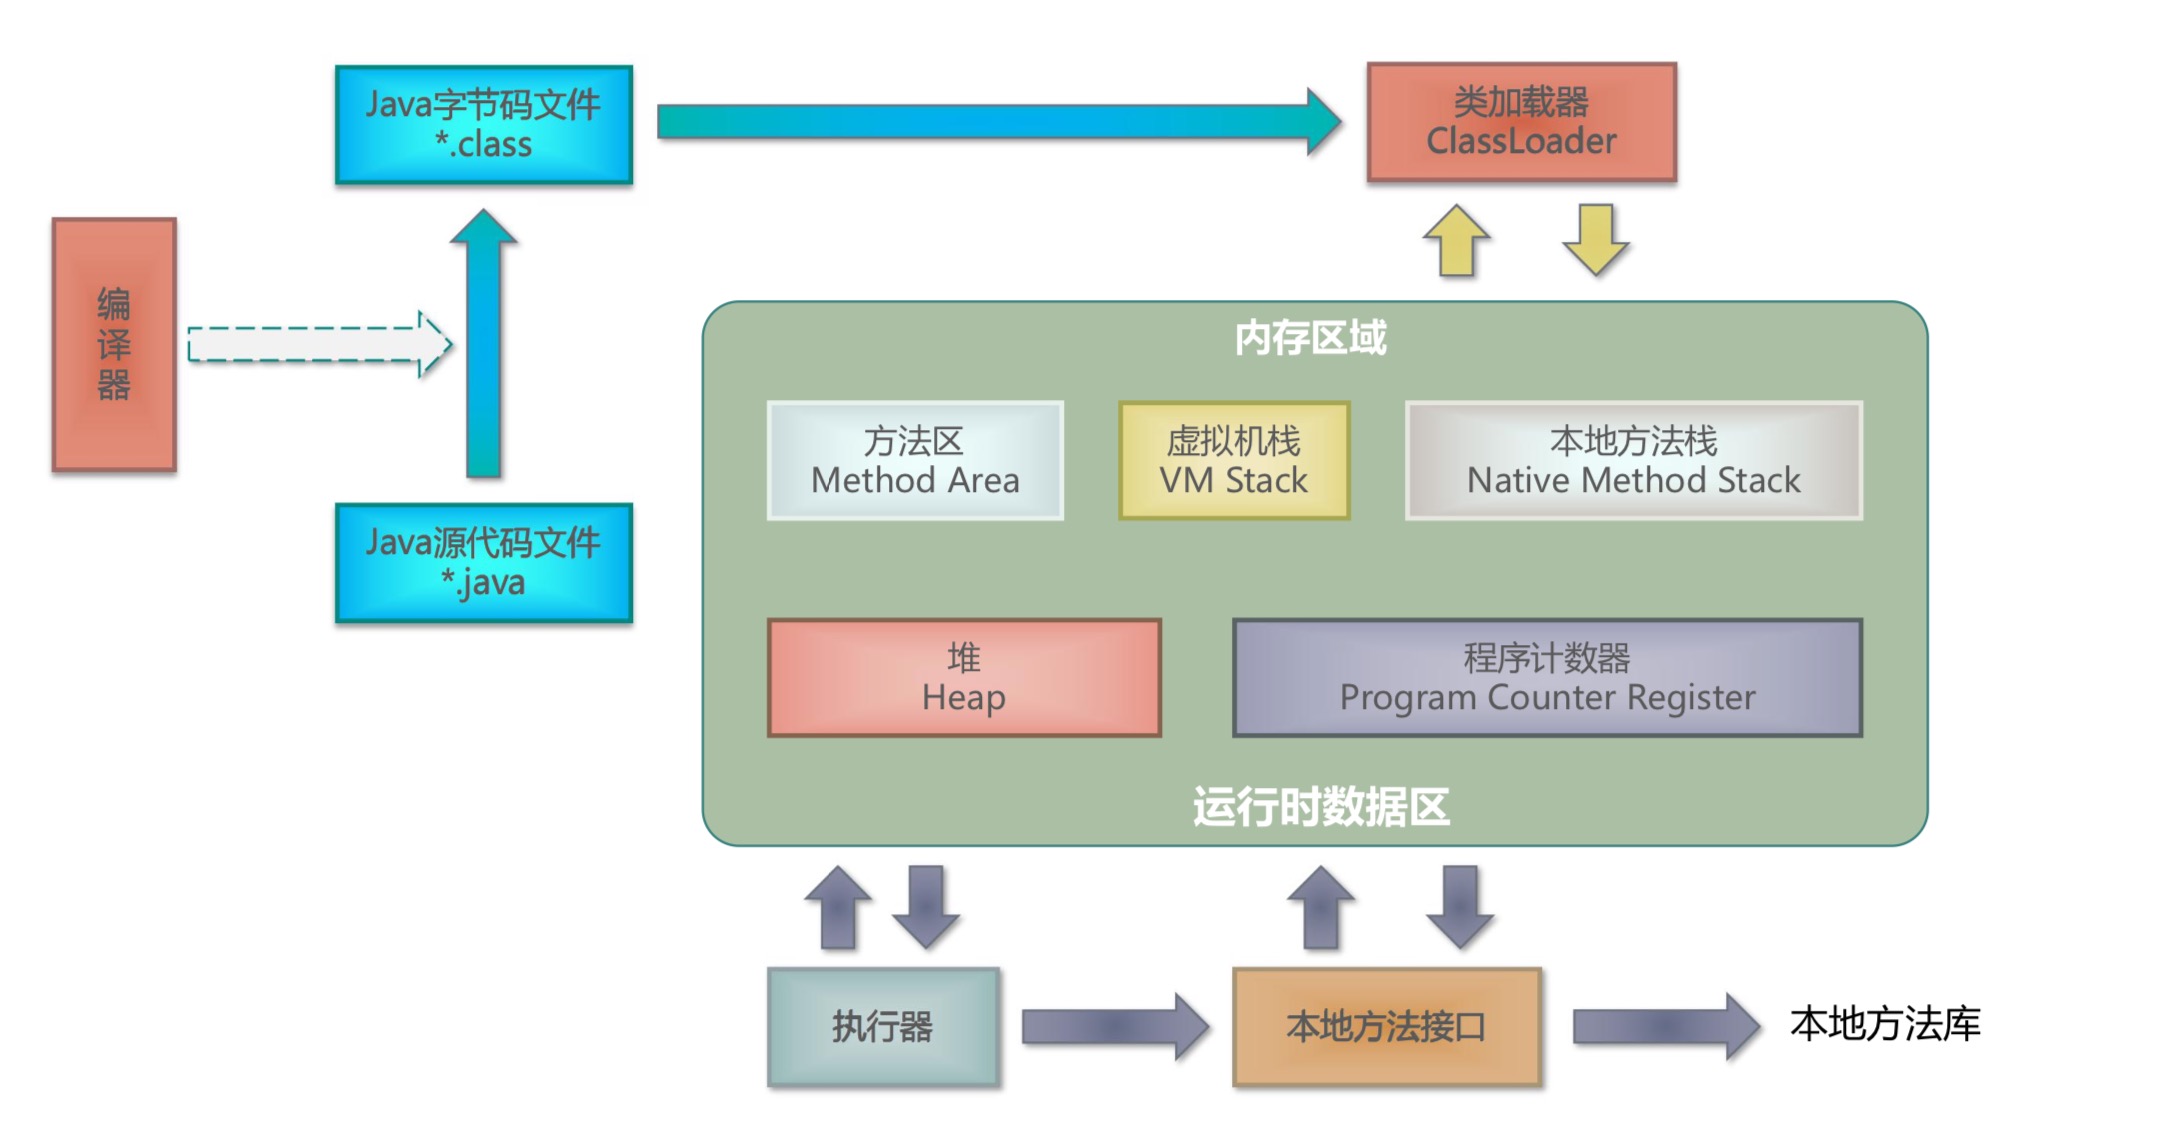 Java字节码文件
*.class
类加载器
ClassLoader
编
译
器
Java源代码文件
*.java
内存区域
方法区
Method Area
虚拟机栈
VM Stack
本地方法栈
Native Method Stack
堆
Heap
程序计数器
Program Counter Register
运行时数据区
执行器
本地方法接口
本地方法库